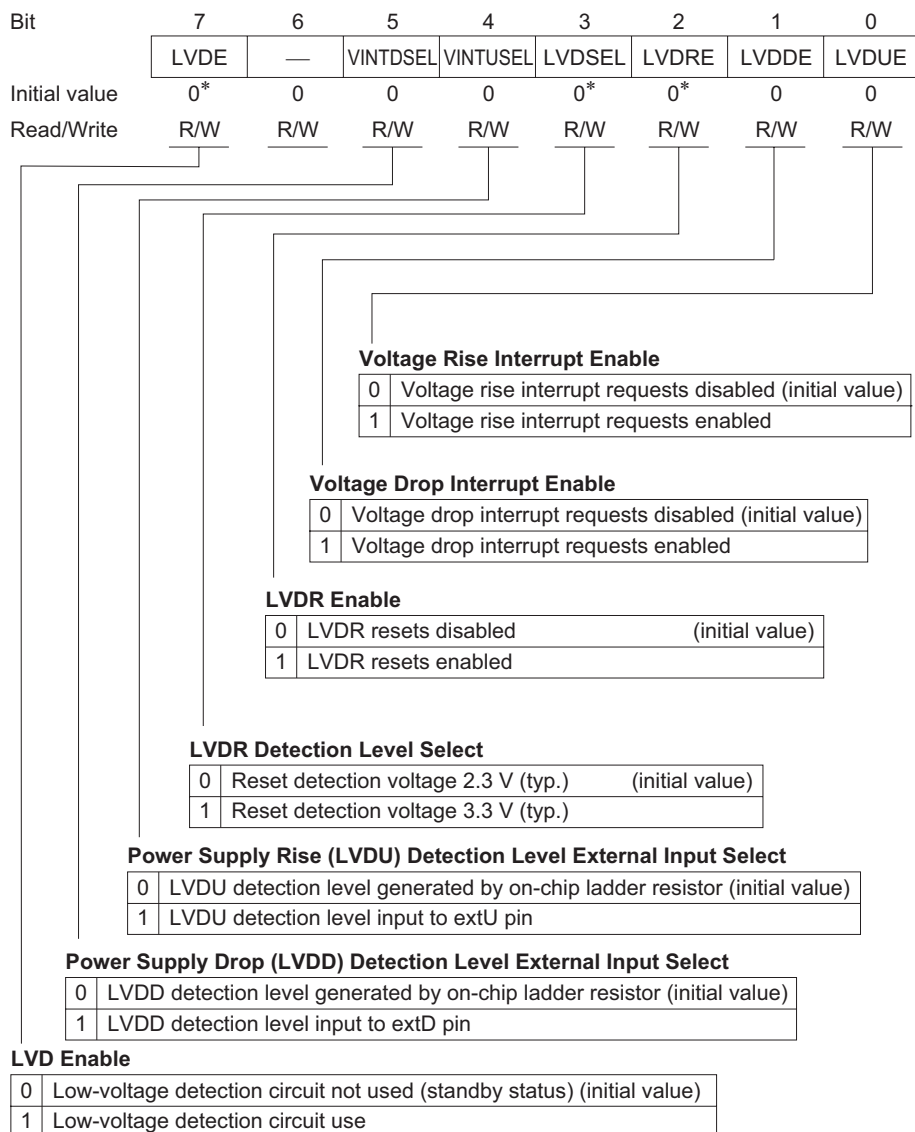 Bit 7 6 5 4 3 2 1 0
LVDE — VINTDSEL VINTUSEL LVDSEL LVDRE LVDDE LVDUE
Initial value 0* 0 0 0 0* 0* 0 0
Read/Write R/W R/W R/W R/W R/W R/W R/W R/W
Voltage Rise Interrupt Enable
0 Voltage rise interrupt requests disabled (initial value)
1 Voltage rise interrupt requests enabled
Voltage Drop Interrupt Enable
0 Voltage drop interrupt requests disabled (initial value)
1 Voltage drop interrupt requests enabled
LVDR Enable
0 LVDR resets disabled (initial value)
1 LVDR resets enabled
LVDR Detection Level Select
0 Reset detection voltage 2.3 V (typ.) (initial value)
1 Reset detection voltage 3.3 V (typ.)
Power Supply Rise (LVDU) Detection Level External Input Select
0 LVDU detection level generated by on-chip ladder resistor (initial value)
1 LVDU detection level input to extU pin
Power Supply Drop (LVDD) Detection Level External Input Select
0 LVDD detection level generated by on-chip ladder resistor (initial value)
1 LVDD detection level input to extD pin
LVD Enable
0 Low-voltage detection circuit not used (standby status) (initial value)
1 Low-voltage detection circuit use